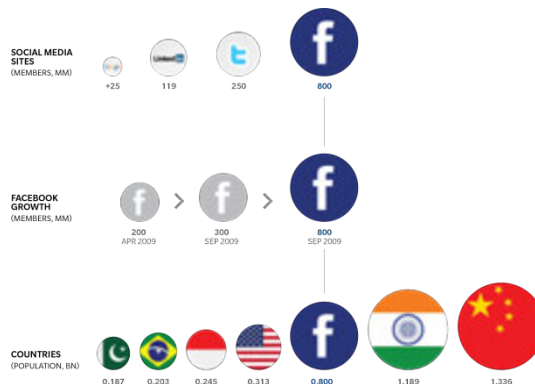 SOCIAL MEDIA
SITES
(MEMBERS, MM)
LinkedIn
t
f
+25
119
250
800
FACEBOOK
GROWTH
(MEMBERS, MM)
f
>
f
>
f
200
300
800
APR 2009
SEP 2009
SEP 2009
COUNTRIES
(POPULATION, BN)
f
0.187
0.203
0.245
0.313
0.800
1.189
1.336